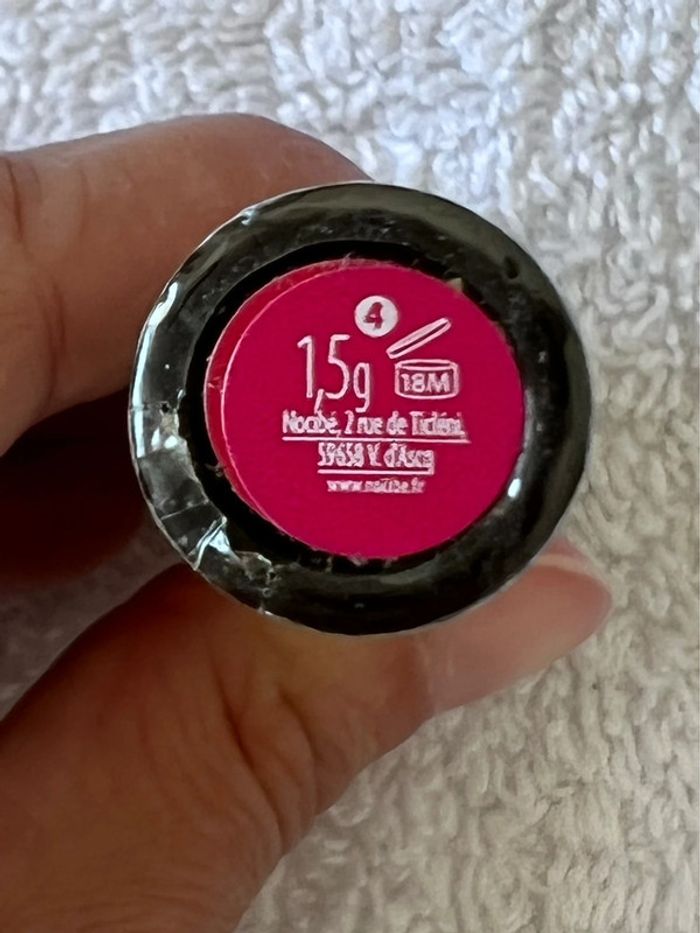 4
1,5g
18M
Nocibé, 2 rue de Ticléni,
59658 V. d'Ascq
www.nocibe.fr